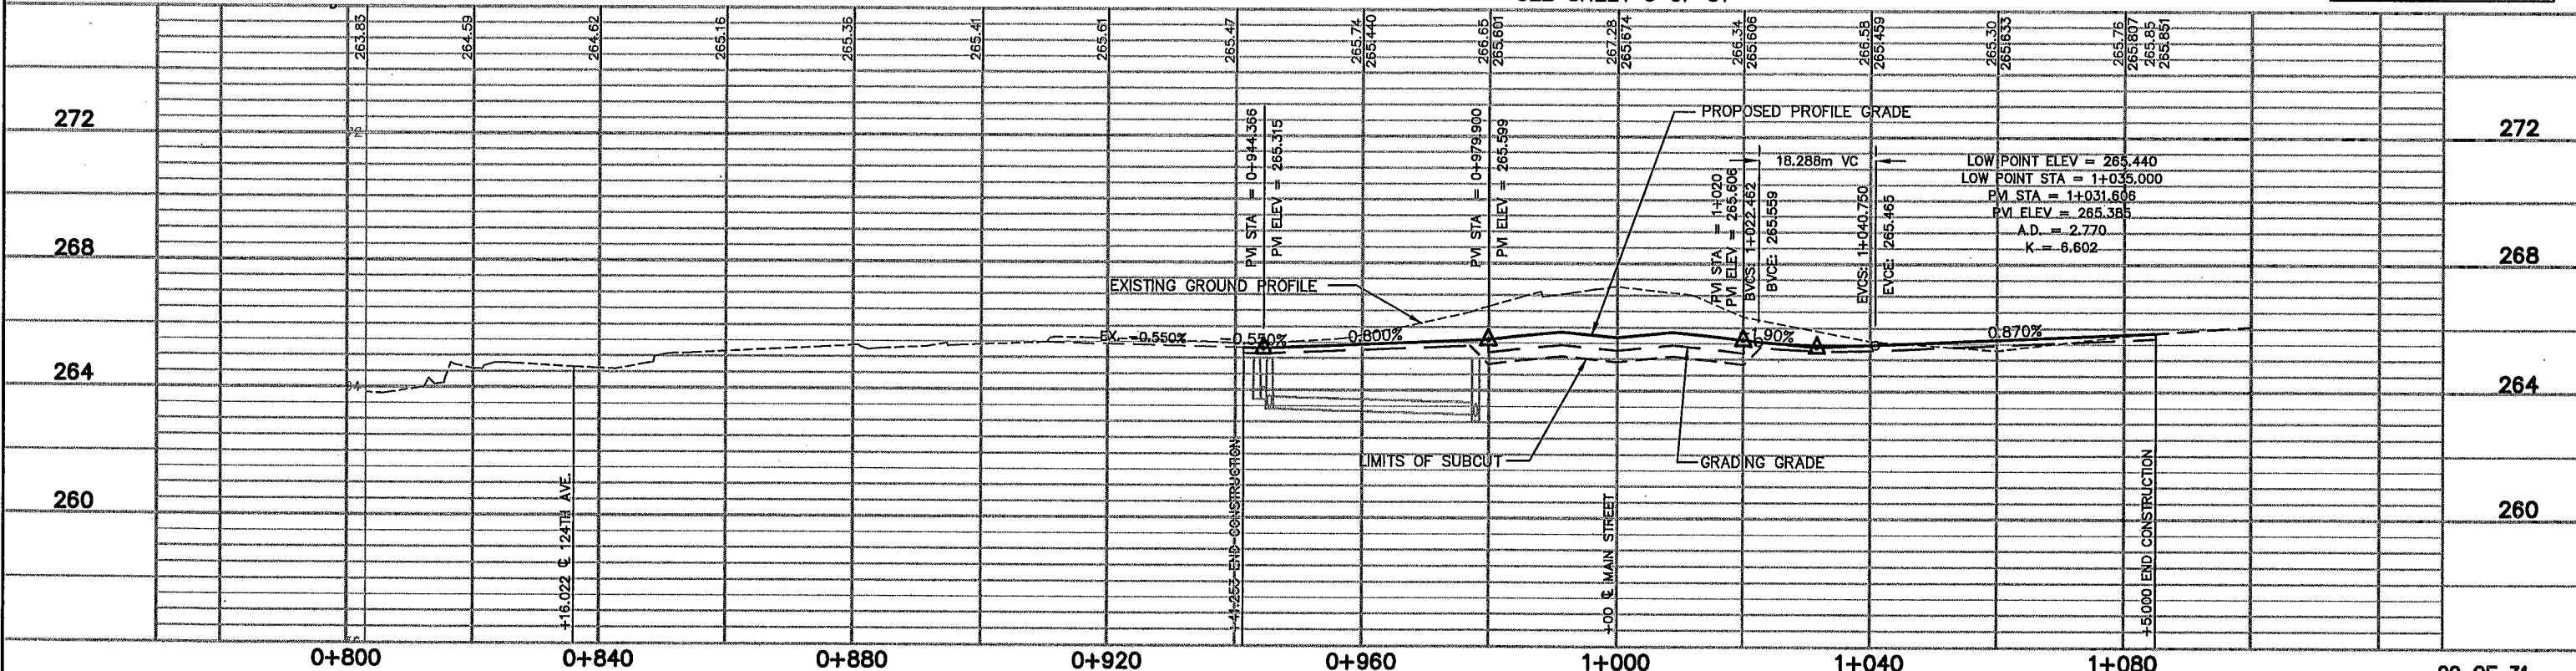 263.83
264.59
264.62
265.16
265.36
265.41
265.61
265.47
265.74
265.440
266.65
265.601
267.28
265.674
266.34
265.606
266.58
265.459
265.30
265.633
265.76
265.807
265.85
265.851
272
272
PROPOSED PROFILE GRADE
PVI STA = 0+944.366
PVI ELEV = 265.315
PVI STA = 0+979.900
PVI ELEV = 265.599
18.288m VC
LOW POINT ELEV = 265.440
LOW POINT STA = 1+035.000
PVI STA = 1+031.606
PVI ELEV = 265.385
A.D. = 2.770
K = 6.602
PVI STA = 1+020
PVI ELEV = 265.606
BVCS: 1+022.462
BVCE: 265.559
EVCS: 1+040.750
EVCE: 265.465
268
268
EXISTING GROUND PROFILE
EX. -0.550%
0.550%
0.800%
1.90%
0.870%
264
264
LIMITS OF SUBCUT
GRADING GRADE
260
260
+16.022 ℄ 124TH AVE.
END CONSTRUCTION
+00 ℄ MAIN STREET
+5.000 END CONSTRUCTION
0+800
0+840
0+880
0+920
0+960
1+000
1+040
1+080